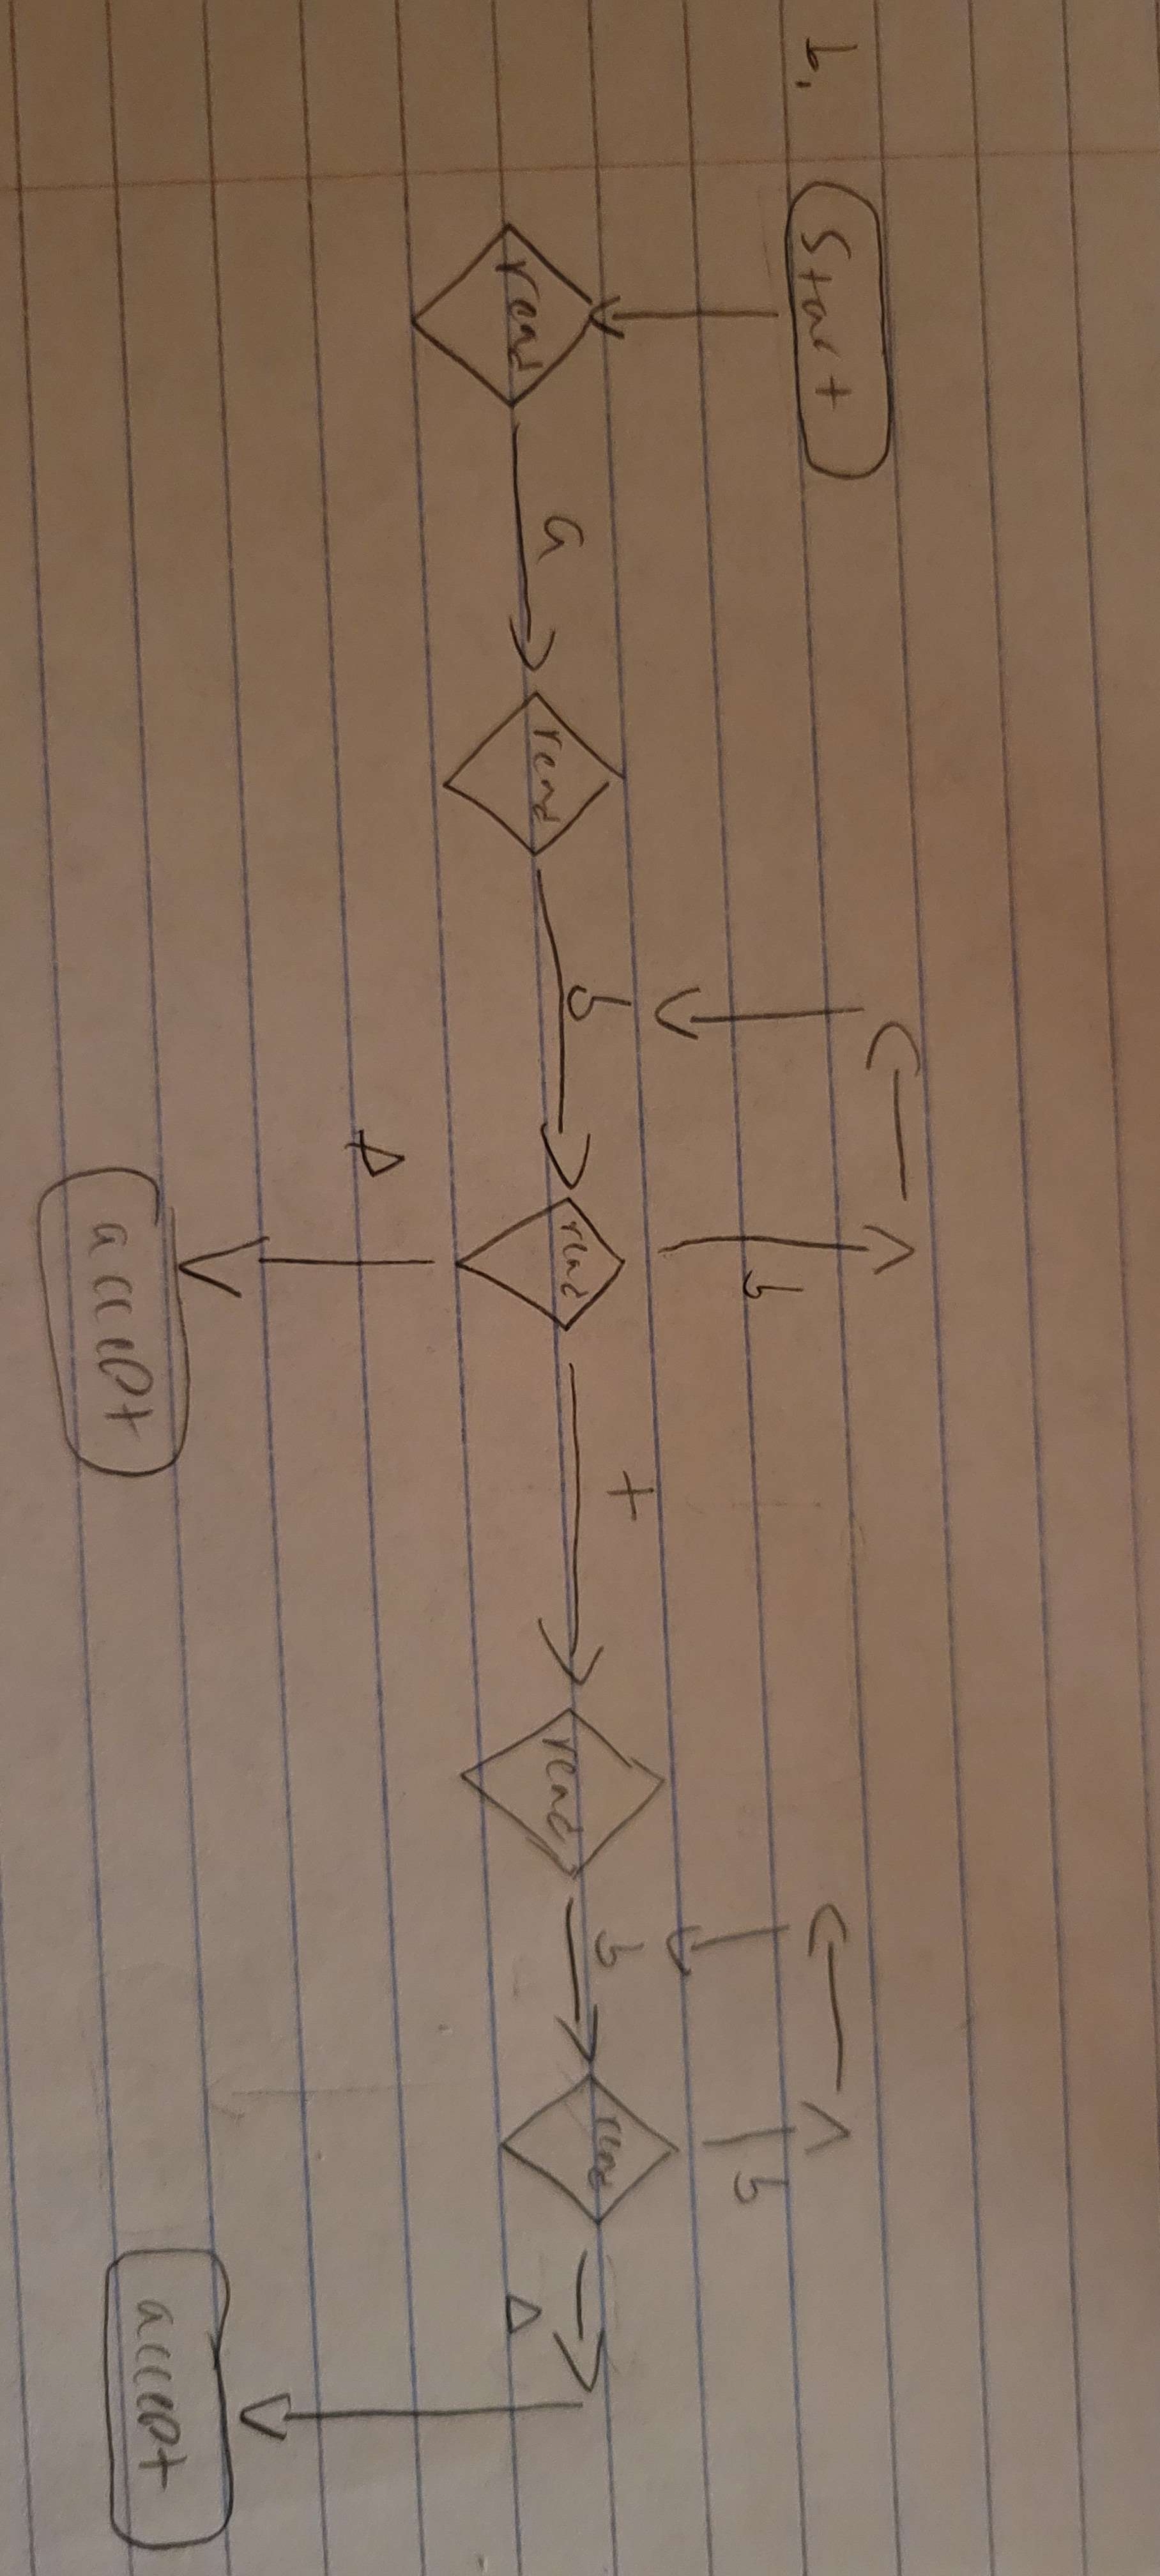 b. Start
b
b
+
b
b
a
read
read
read
read
read
Δ
Δ
accept
accept